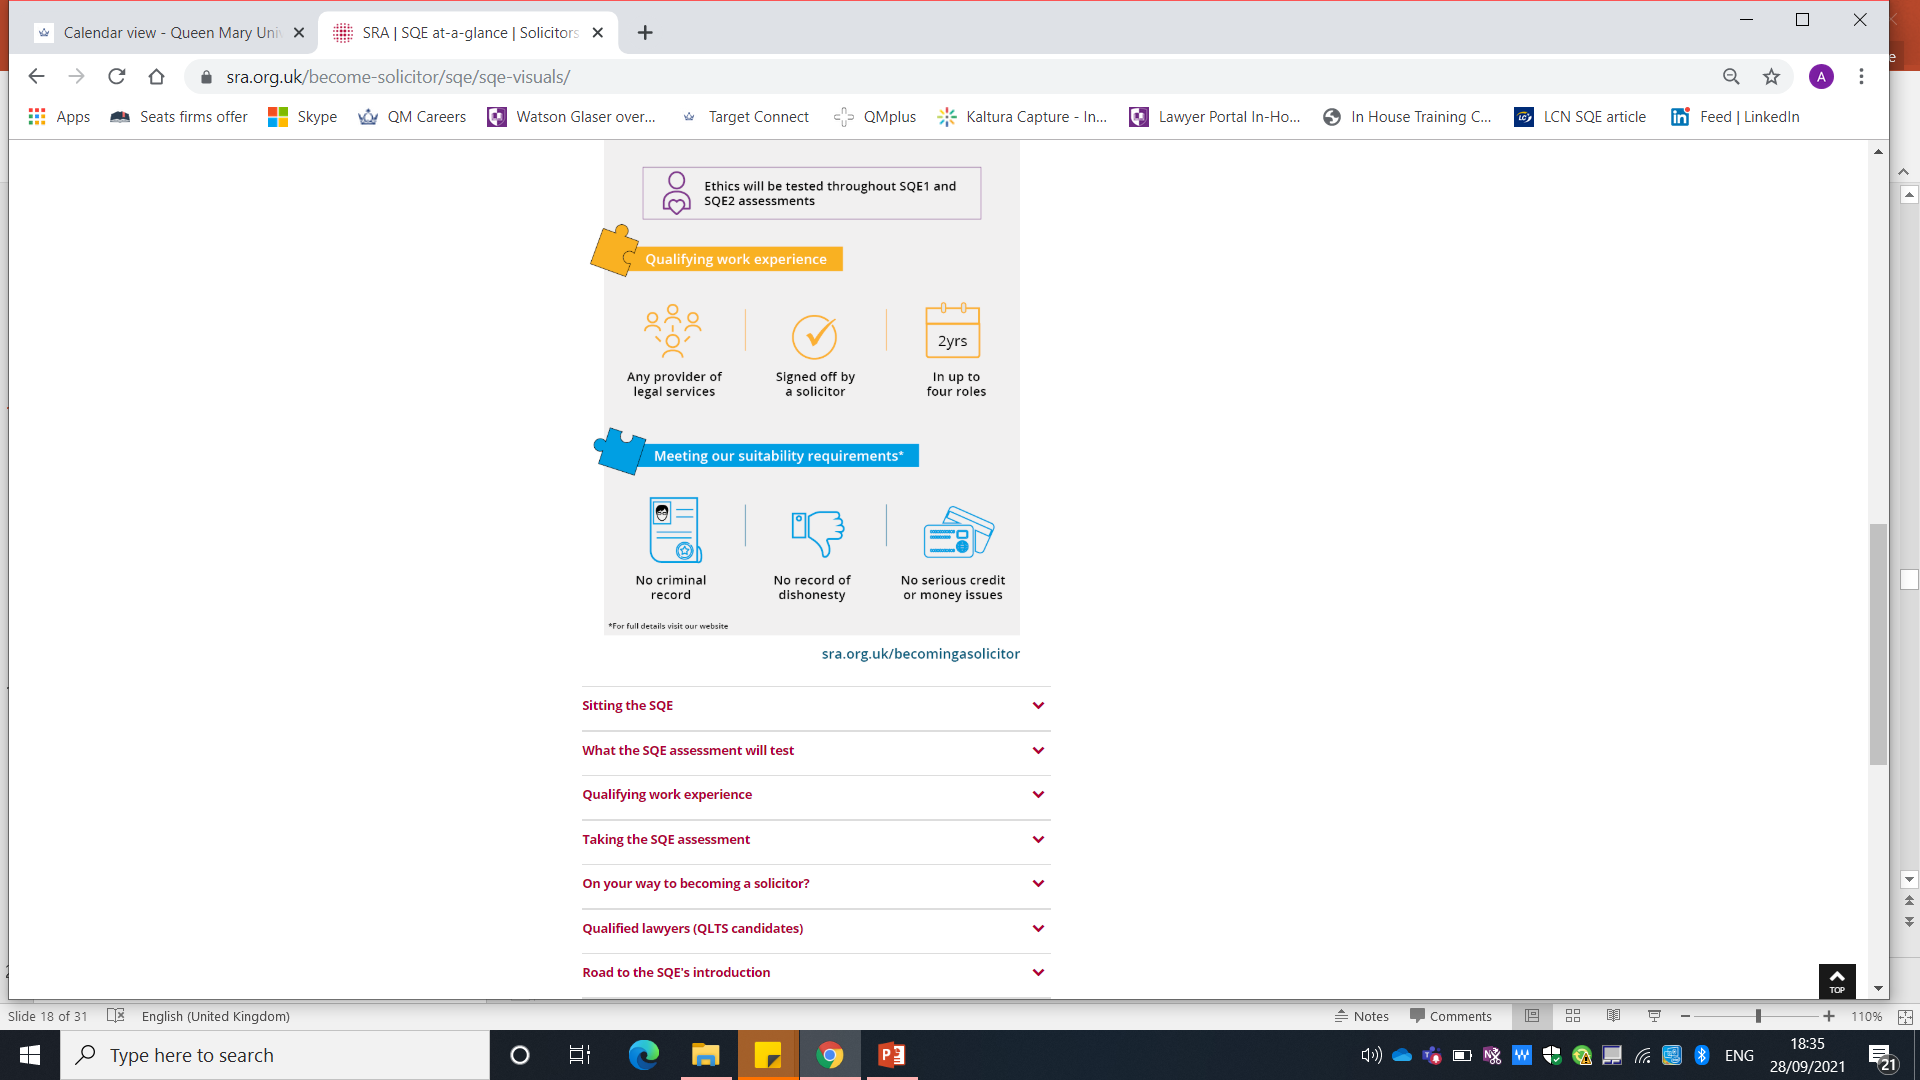 Calendar view - Queen Mary Uni
SRA | SQE at-a-glance | Solicitors
sra.org.uk/become-solicitor/sqe/sqe-visuals/
A
Apps
Seats firms offer
Skype
QM Careers
Watson Glaser over...
Target Connect
QMplus
Kaltura Capture - In...
Lawyer Portal In-Ho...
In House Training C...
LCN SQE article
Feed | LinkedIn
Ethics will be tested throughout SQE1 and
SQE2 assessments
Qualifying work experience
2yrs
Any provider of
legal services
Signed off by
a solicitor
In up to
four roles
Meeting our suitability requirements*
No criminal
record
No record of
dishonesty
No serious credit
or money issues
*For full details visit our website
sra.org.uk/becomingasolicitor
Sitting the SQE
What the SQE assessment will test
Qualifying work experience
Taking the SQE assessment
On your way to becoming a solicitor?
Qualified lawyers (QLTS candidates)
Road to the SQE's introduction
TOP
Slide 18 of 31
English (United Kingdom)
Notes
Comments
110%
Type here to search
ENG
18:35
28/09/2021
21